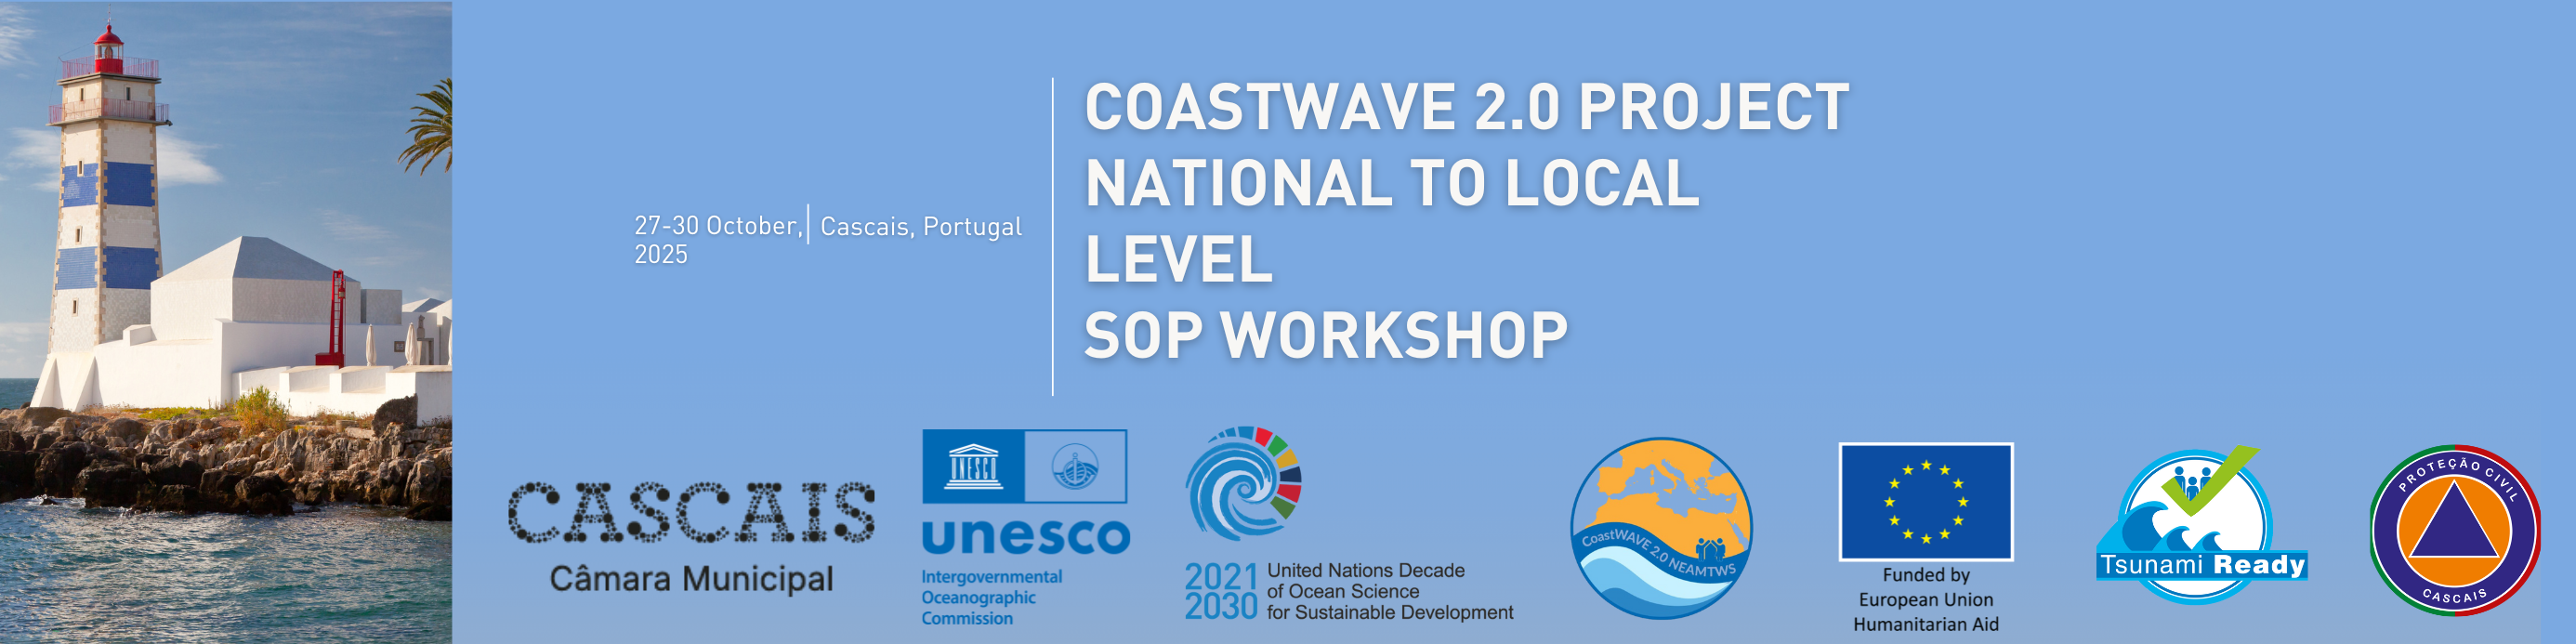 27-30 October,
2025
Cascais, Portugal
COASTWAVE 2.0 PROJECT
NATIONAL TO LOCAL
LEVEL
SOP WORKSHOP
CASCAIS
Câmara Municipal
UNESCO
unesco
Intergovernmental
Oceanographic
Commission
2021
2030
United Nations Decade
of Ocean Science
for Sustainable Development
CoastWAVE 2.0 NEAMTWS
Funded by
European Union
Humanitarian Aid
Tsunami Ready
PROTEÇÃO CIVIL
CASCAIS